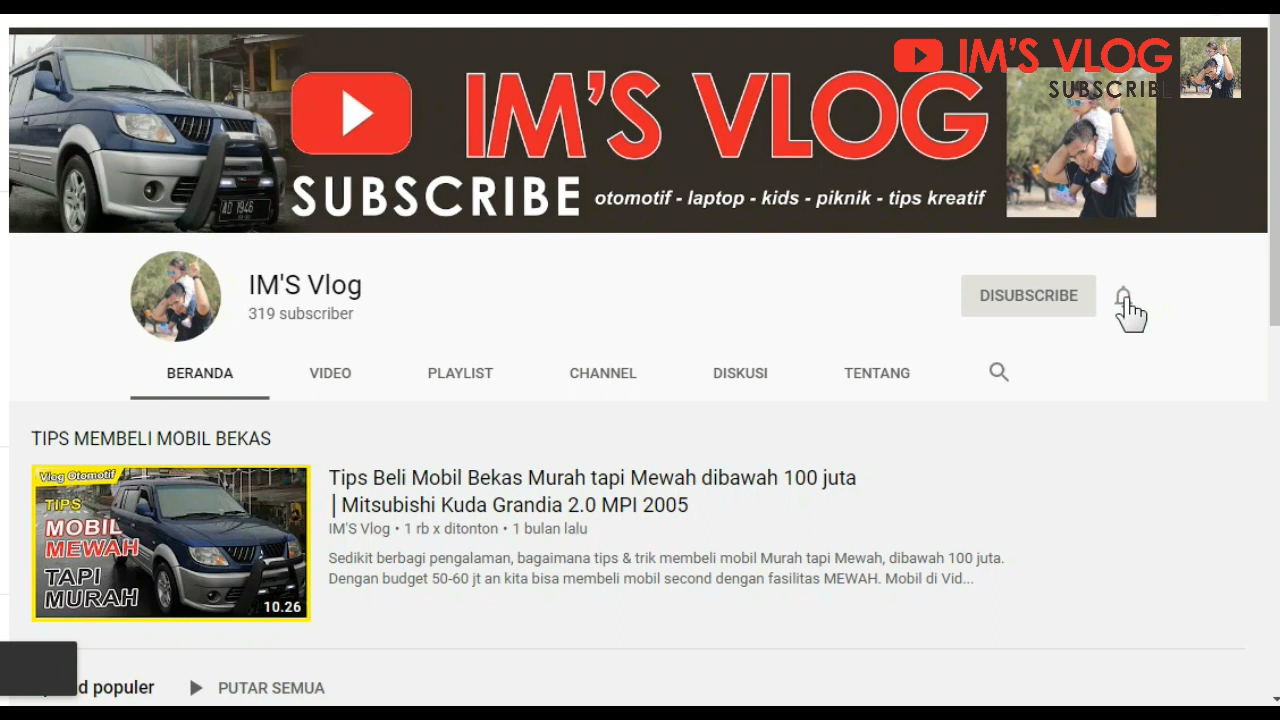 IM'S VLOG
SUBSCRIBE
IM'S VLOG
SUBSCRIBE
otomotif - laptop - kids - piknik - tips kreatif
AD 1946
IM'S Vlog
319 subscriber
DISUBSCRIBE
BERANDA VIDEO PLAYLIST CHANNEL DISKUSI TENTANG
TIPS MEMBELI MOBIL BEKAS
Vlog Otomotif
TIPS
MOBIL
MEWAH
TAPI
MURAH
10.26
Tips Beli Mobil Bekas Murah tapi Mewah dibawah 100 juta
|Mitsubishi Kuda Grandia 2.0 MPI 2005
IM'S Vlog • 1 rb x ditonton • 1 bulan lalu
Sedikit berbagi pengalaman, bagaimana tips & trik membeli mobil Murah tapi Mewah, dibawah 100 juta.
Dengan budget 50-60 jt an kita bisa membeli mobil second dengan fasilitas MEWAH. Mobil di Vid...
populer PUTAR SEMUA